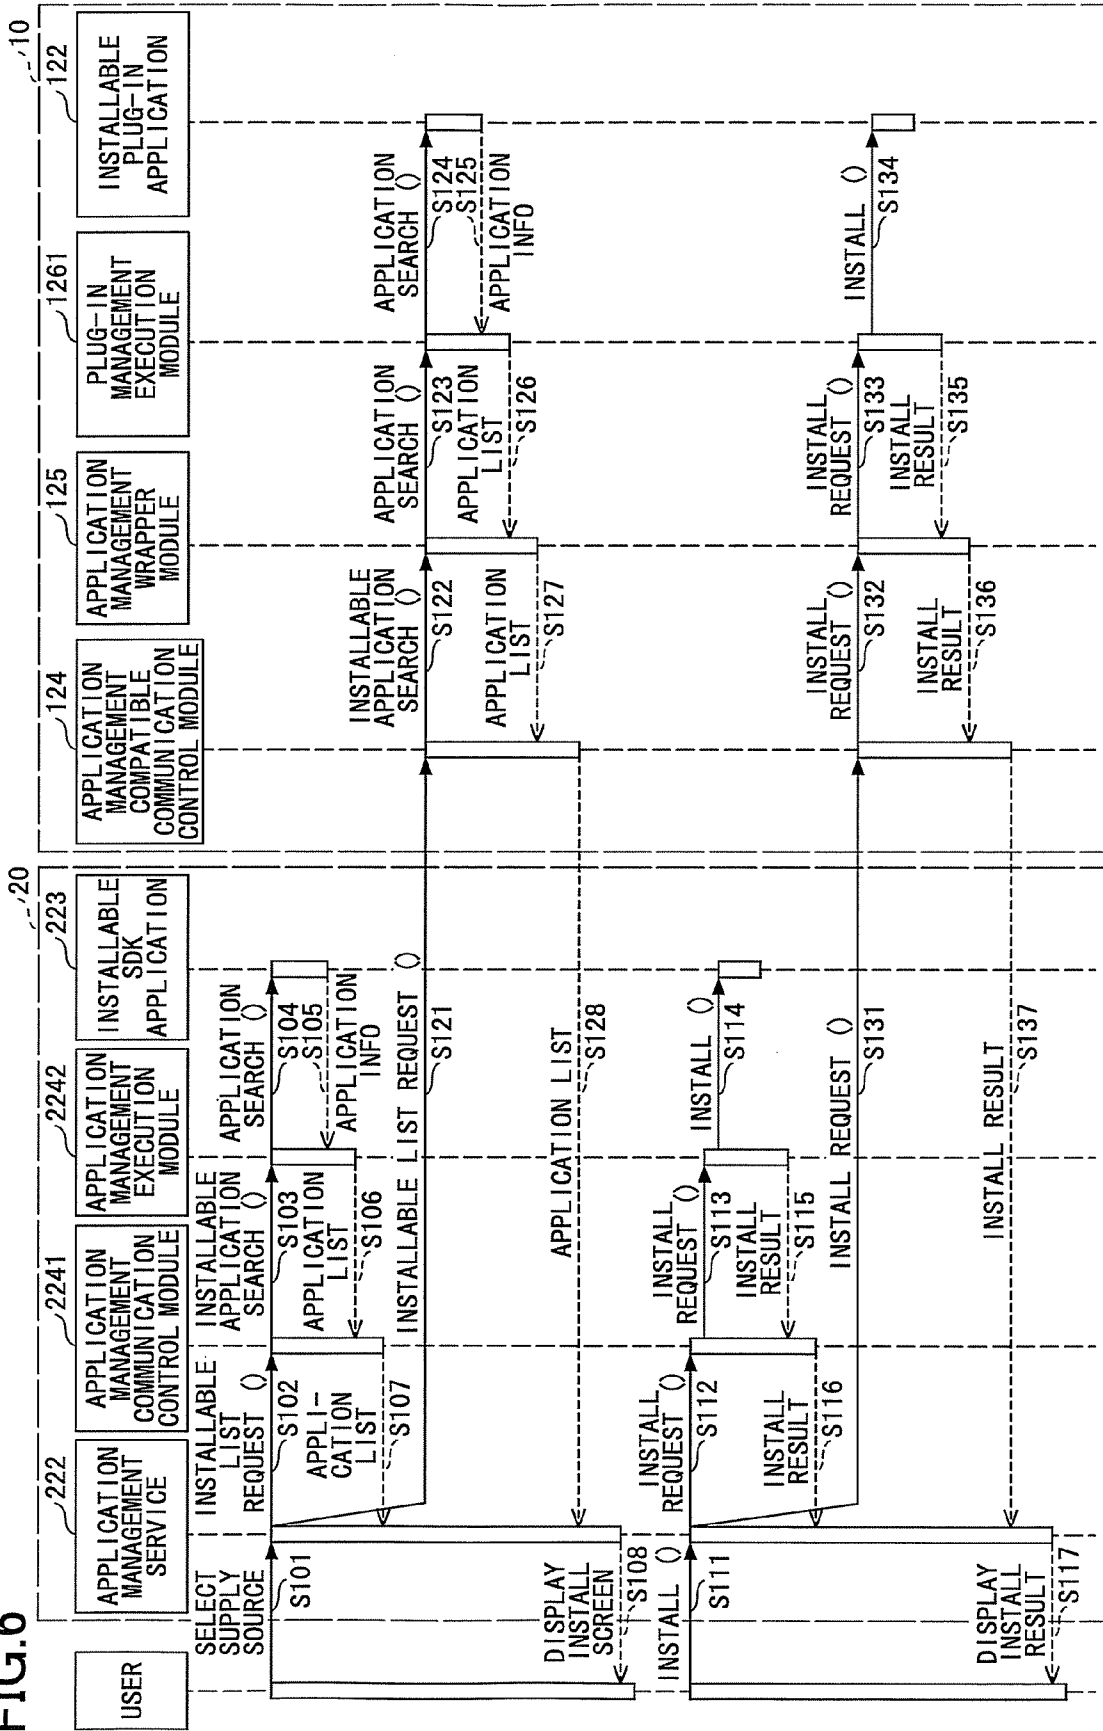 FIG.6
20
10
USER
222
APPLICATION
MANAGEMENT
SERVICE
2241
APPLICATION
MANAGEMENT
COMMUNICATION
CONTROL MODULE
2242
APPLICATION
MANAGEMENT
EXECUTION
MODULE
223
INSTALLABLE
SDK
APPLICATION
124
APPLICATION
MANAGEMENT
COMPATIBLE
COMMUNICATION
CONTROL MODULE
125
APPLICATION
MANAGEMENT
WRAPPER
MODULE
1261
PLUG-IN
MANAGEMENT
EXECUTION
MODULE
122
INSTALLABLE
PLUG-IN
APPLICATION
SELECT
SUPPLY
SOURCE
S101
INSTALLABLE
LIST
REQUEST ()
S102
INSTALLABLE
APPLICATION
SEARCH ()
S103
APPLICATION
SEARCH ()
S104
S105
APPLICATION
INFO
APPLICATION
LIST
S106
APPLI-
CATION
LIST
S107
INSTALLABLE LIST REQUEST ()
S121
INSTALLABLE
APPLICATION
SEARCH ()
S122
APPLICATION
SEARCH ()
S123
APPLICATION
SEARCH ()
S124
S125
APPLICATION
INFO
APPLICATION
LIST
S126
APPLICATION
LIST
S127
APPLICATION LIST
S128
DISPLAY
INSTALL
SCREEN
S108
INSTALL ()
S111
INSTALL
REQUEST ()
S112
INSTALL
REQUEST ()
S113
INSTALL ()
S114
INSTALL
RESULT
S115
INSTALL
RESULT
S116
INSTALL REQUEST ()
S131
INSTALL
REQUEST ()
S132
INSTALL
REQUEST ()
S133
INSTALL ()
S134
INSTALL
RESULT
S135
INSTALL
RESULT
S136
INSTALL RESULT
S137
DISPLAY
INSTALL
RESULT
S117